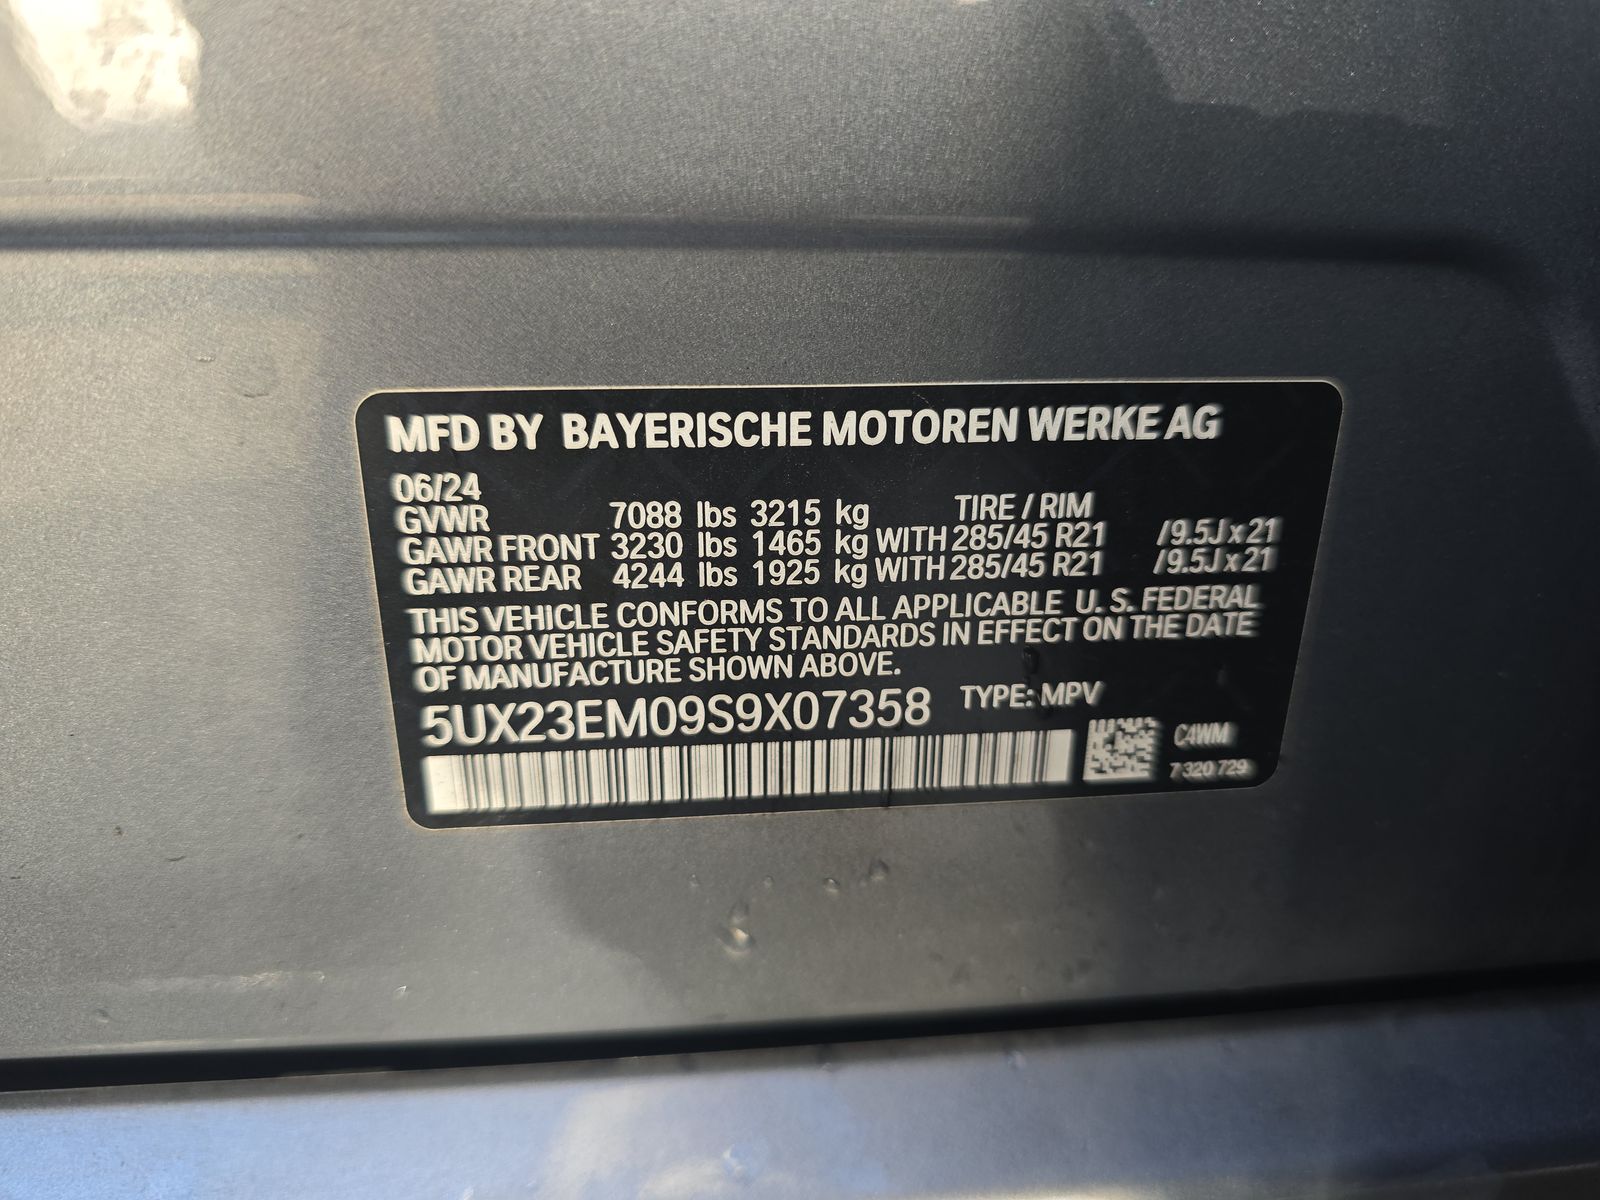 MFD BY BAYERISCHE MOTOREN WERKE AG
06/24
GVWR 7088 lbs 3215 kg TIRE / RIM
GAWR FRONT 3230 lbs 1465 kg WITH 285/45 R21 /9.5J x 21
GAWR REAR 4244 lbs 1925 kg WITH 285/45 R21 /9.5J x 21
THIS VEHICLE CONFORMS TO ALL APPLICABLE U. S. FEDERAL
MOTOR VEHICLE SAFETY STANDARDS IN EFFECT ON THE DATE
OF MANUFACTURE SHOWN ABOVE.
5UX23EM09S9X07358 TYPE: MPV
C4WM
7 320 729